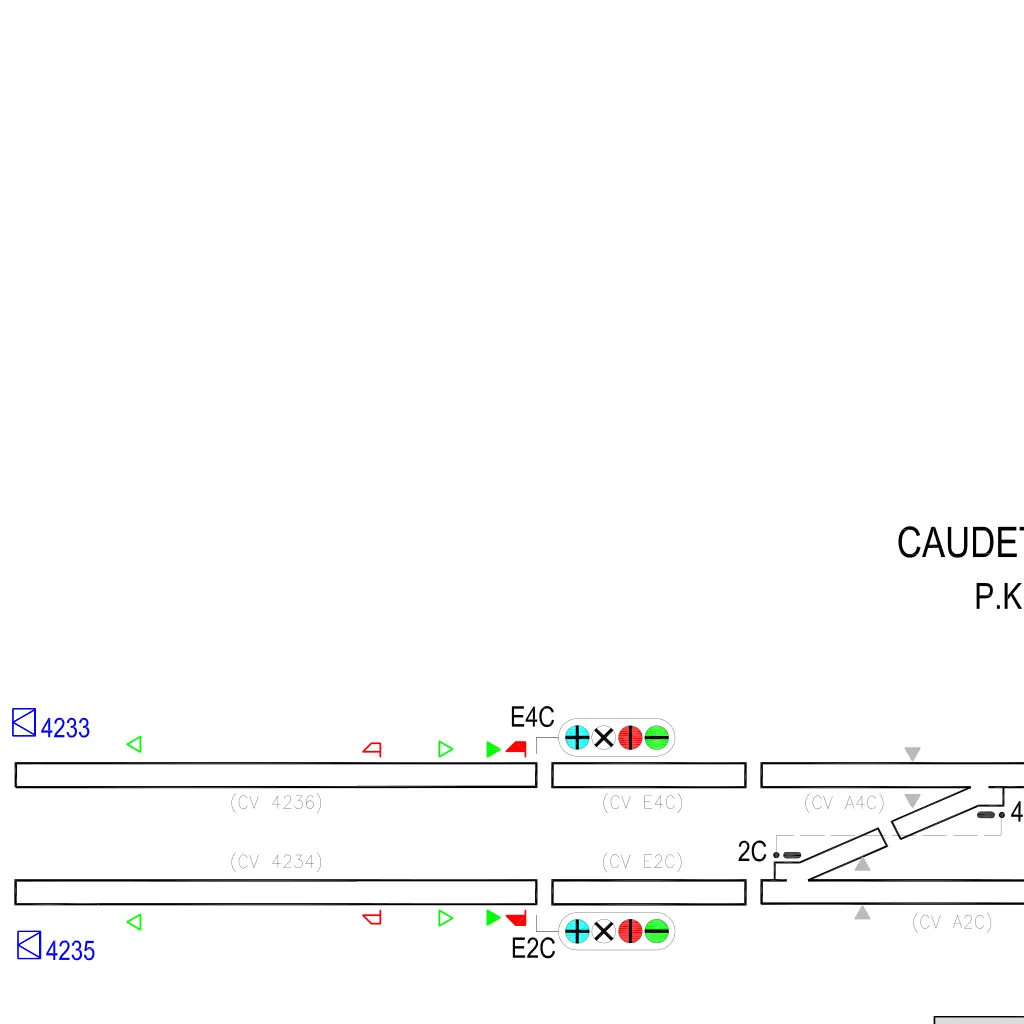 CAUDET
P.K
4233
E4C
(CV 4236)
(CV E4C)
(CV A4C)
4
2C
(CV 4234)
(CV E2C)
(CV A2C)
4235
E2C